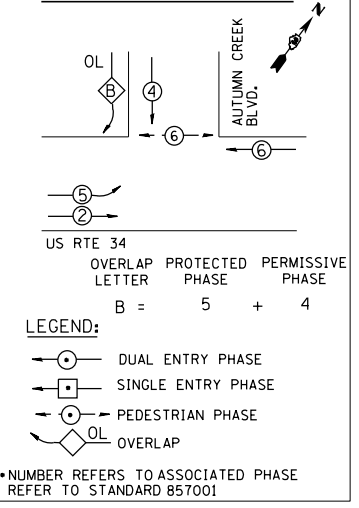 N
OL
B
4
AUTUMN CREEK
BLVD.
6
6
5
2
US RTE 34
OVERLAP PROTECTED PERMISSIVE
LETTER PHASE PHASE
B = 5 + 4
LEGEND:
DUAL ENTRY PHASE
SINGLE ENTRY PHASE
PEDESTRIAN PHASE
OL
OVERLAP
•NUMBER REFERS TO ASSOCIATED PHASE
REFER TO STANDARD 857001